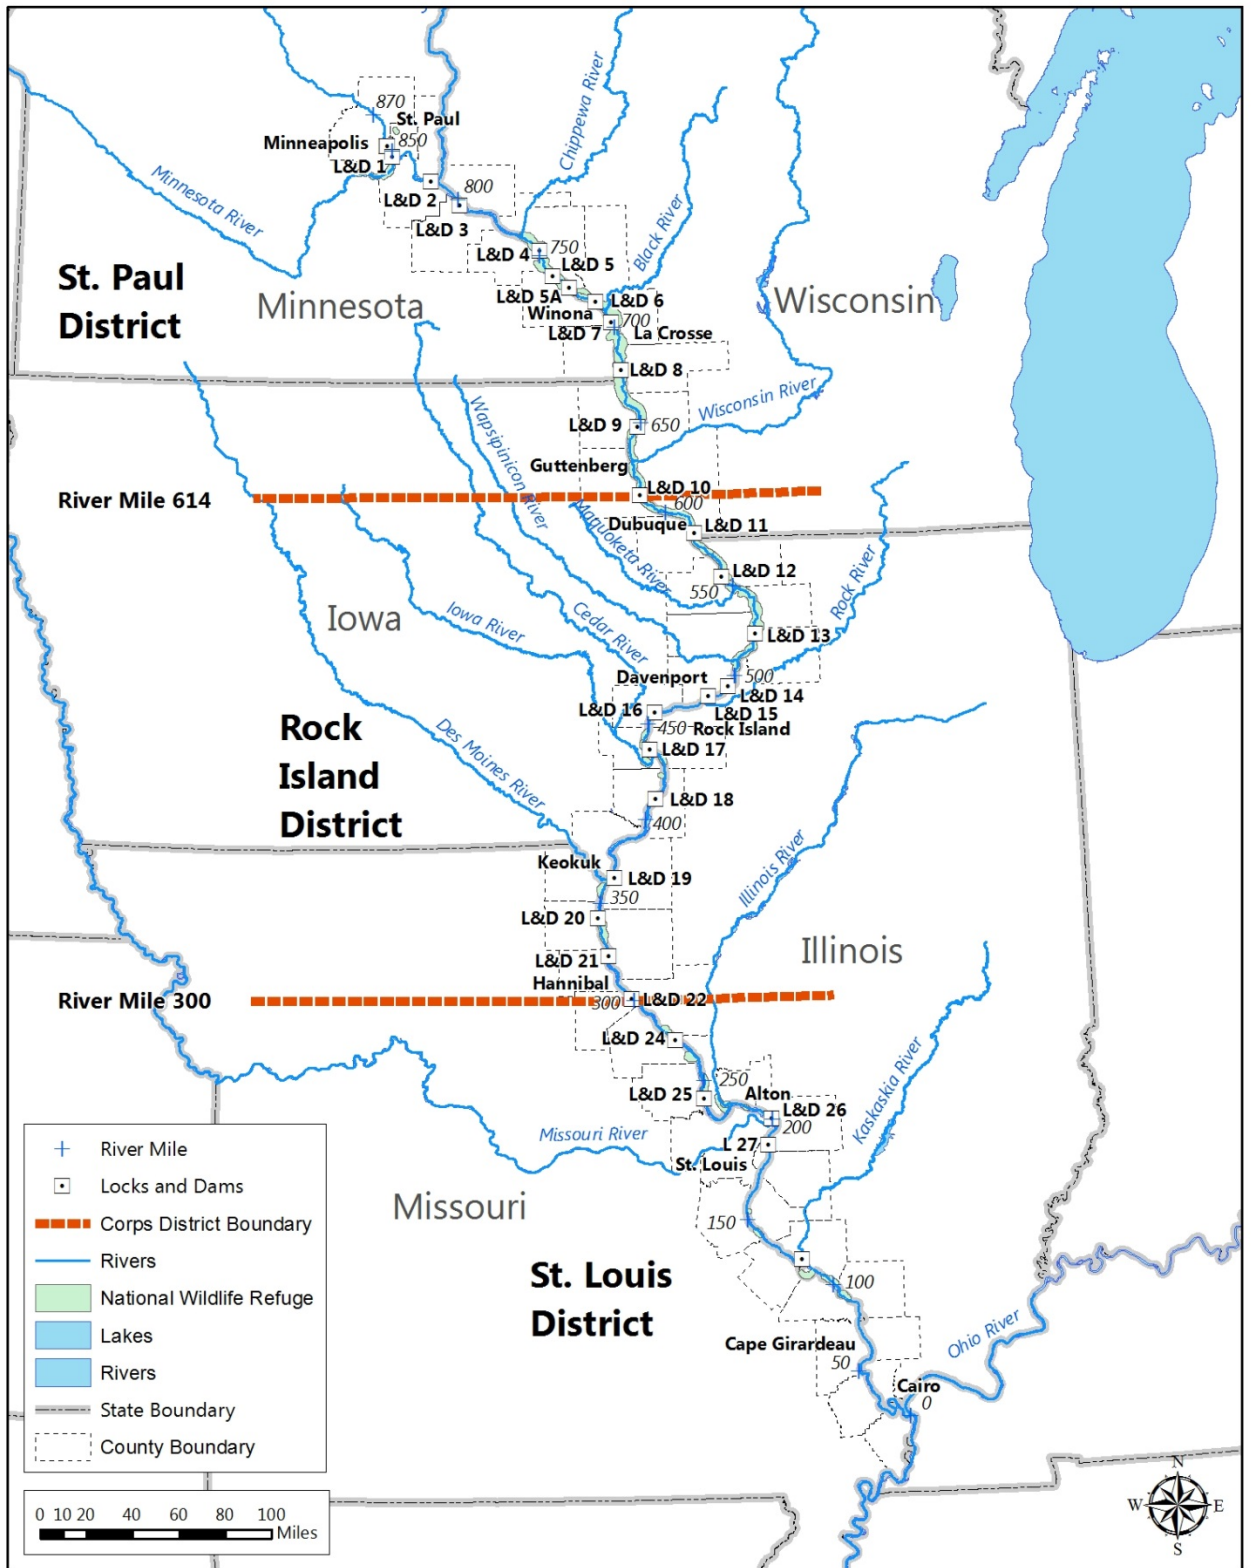 870
St. Paul
Minneapolis
850
L&D 1
Chippewa River
Minnesota River
L&D 2
800
L&D 3
Black River
750
L&D 4
L&D 5
St. Paul
District
Minnesota
L&D 5A
L&D 6
Wisconsin
Winona
700
L&D 7
La Crosse
L&D 8
Wisconsin River
Wapsipinicon River
L&D 9
650
Guttenberg
River Mile 614
L&D 10
600
Maquoketa River
Dubuque
L&D 11
L&D 12
550
Rock River
Iowa
Iowa River
Cedar River
L&D 13
Davenport
500
L&D 14
L&D 16
L&D 15
Rock
Island
District
450
Rock Island
Des Moines River
L&D 17
L&D 18
400
Illinois River
Keokuk
L&D 19
350
L&D 20
Illinois
L&D 21
Hannibal
River Mile 300
300
L&D 22
L&D 24
Kaskaskia River
250
L&D 25
Alton
L&D 26
200
Missouri River
L 27
St. Louis
Missouri
150
St. Louis
District
100
Ohio River
Cape Girardeau
50
Cairo
0
River Mile
Locks and Dams
Corps District Boundary
Rivers
National Wildlife Refuge
Lakes
Rivers
State Boundary
County Boundary
0 10 20 40 60 80 100
Miles
N
W E
S